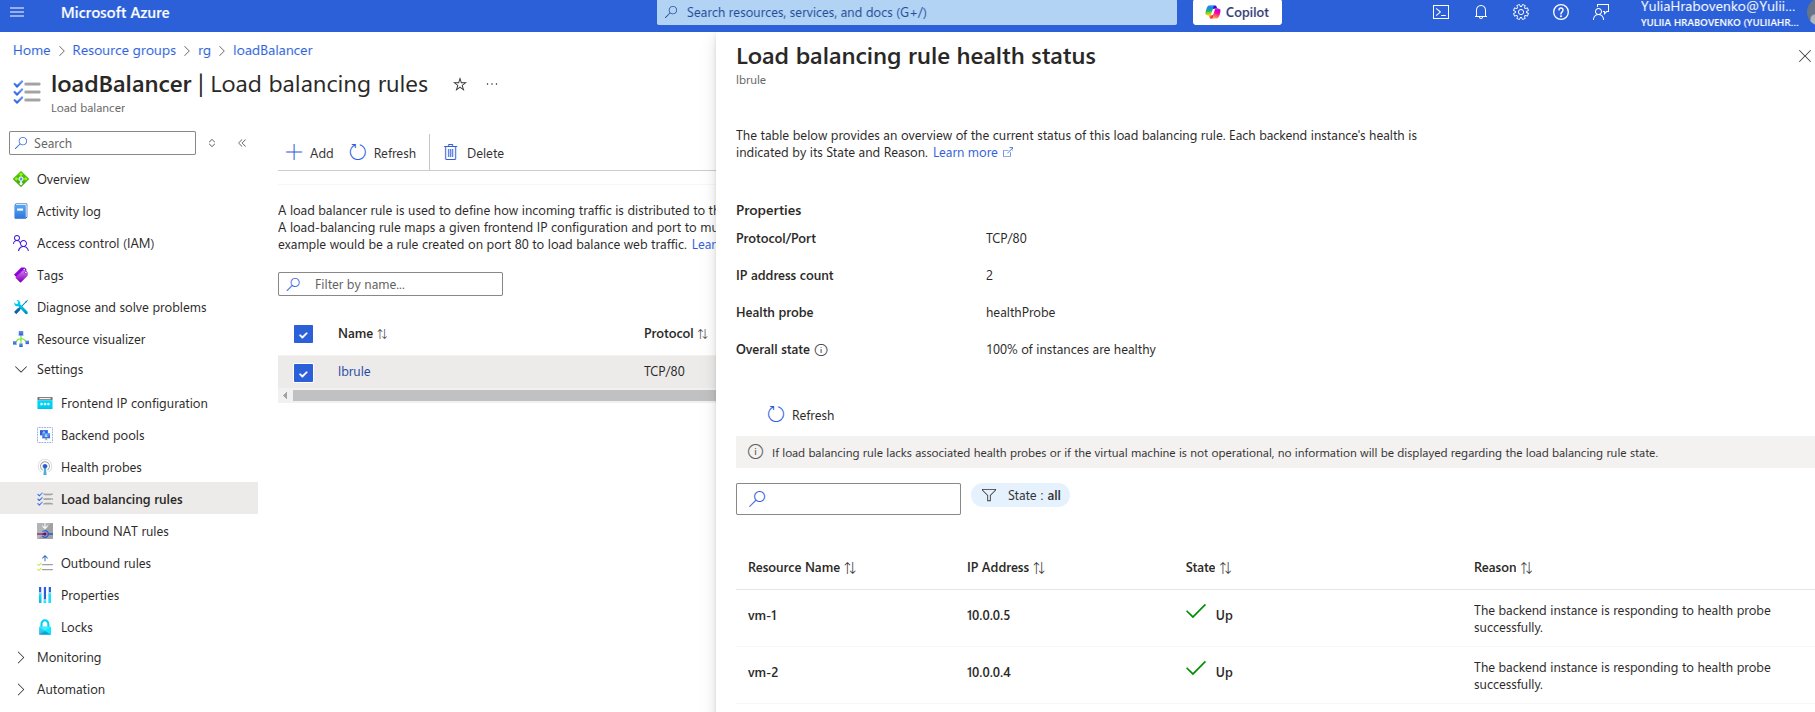 Microsoft Azure
Search resources, services, and docs (G+/)
Copilot
YuliaHrabovenko@Yulii...
YULIIA HRABOVENKO (YULIIAHR...
Home > Resource groups > rg > loadBalancer
loadBalancer | Load balancing rules
Load balancer
Search
Overview
Activity log
Access control (IAM)
Tags
Diagnose and solve problems
Resource visualizer
Settings
Frontend IP configuration
Backend pools
Health probes
Load balancing rules
Inbound NAT rules
Outbound rules
Properties
Locks
Monitoring
Automation
Add
Refresh
Delete
A load balancer rule is used to define how incoming traffic is distributed to th
A load-balancing rule maps a given frontend IP configuration and port to mu
example would be a rule created on port 80 to load balance web traffic. Lear
Filter by name...
Name Protocol
lbrule TCP/80
Load balancing rule health status
lbrule
The table below provides an overview of the current status of this load balancing rule. Each backend instance's health is
indicated by its State and Reason. Learn more
Properties
Protocol/Port TCP/80
IP address count 2
Health probe healthProbe
Overall state 100% of instances are healthy
Refresh
If load balancing rule lacks associated health probes or if the virtual machine is not operational, no information will be displayed regarding the load balancing rule state.
State : all
Resource Name IP Address State Reason
vm-1 10.0.0.5 Up The backend instance is responding to health probe
successfully.
vm-2 10.0.0.4 Up The backend instance is responding to health probe
successfully.